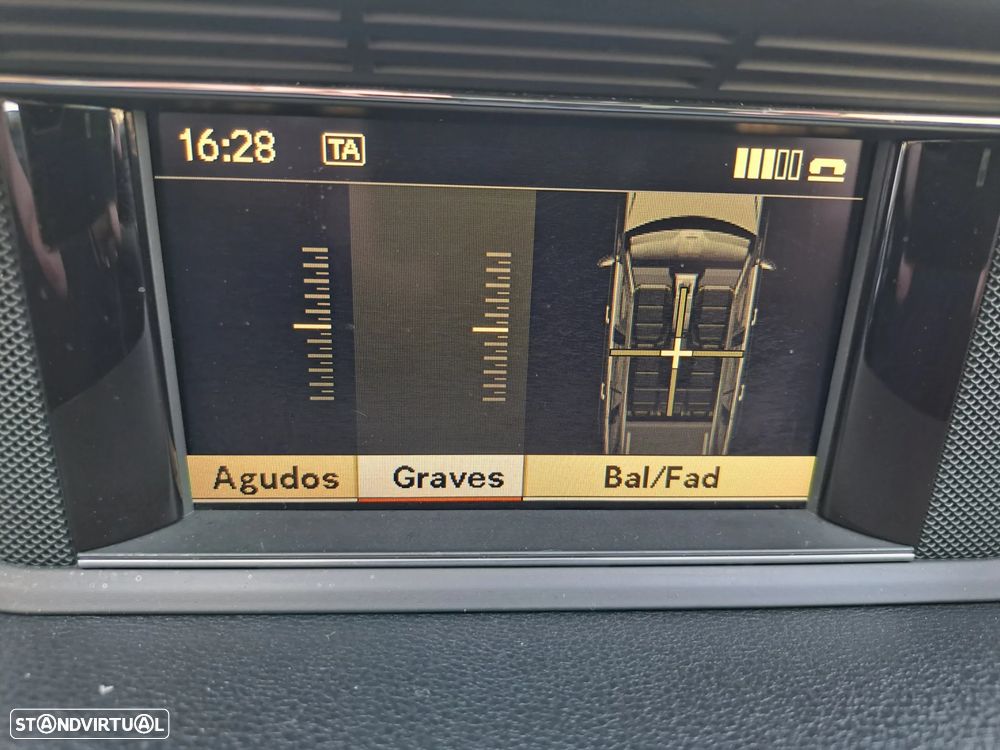 16:28 TA
Agudos Graves Bal/Fad
STANDVIRTUAL